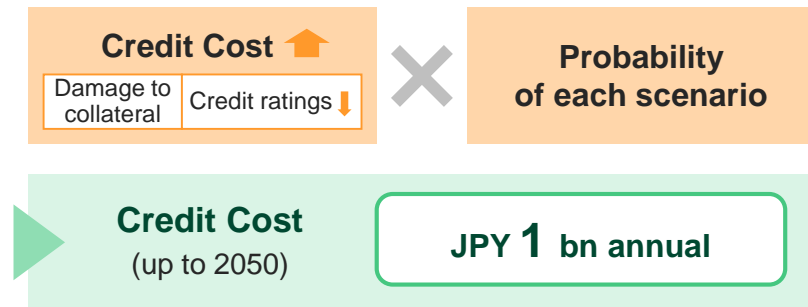 Credit Cost
Damage to
collateral
Credit ratings
Probability
of each scenario
Credit Cost
(up to 2050)
JPY 1 bn annual